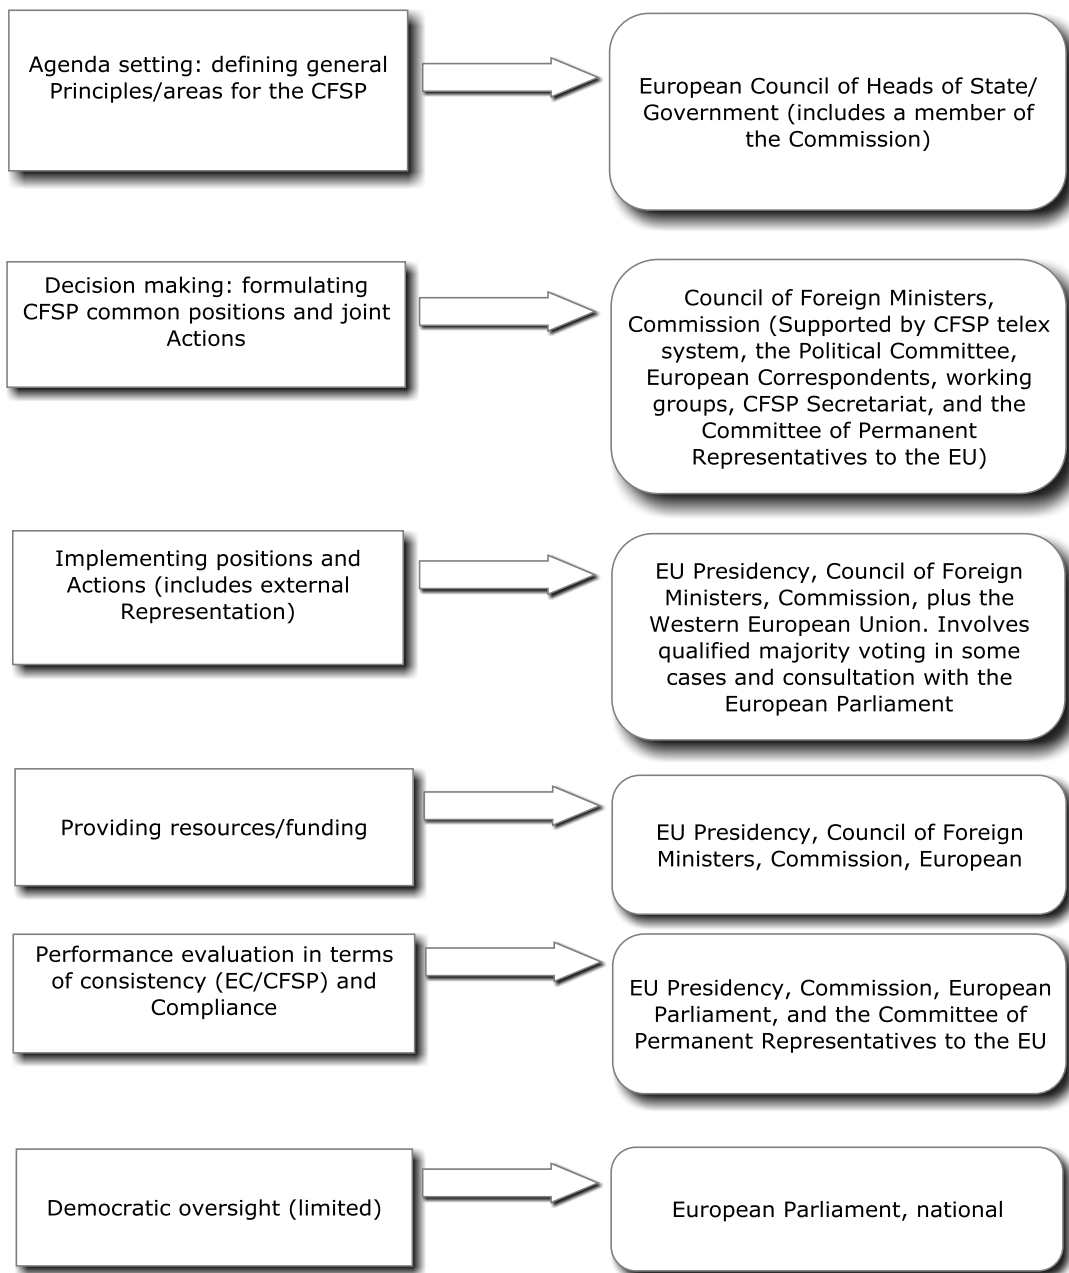 Agenda setting: defining general
Principles/areas for the CFSP
European Council of Heads of State/
Government (includes a member of
the Commission)
Decision making: formulating
CFSP common positions and joint
Actions
Council of Foreign Ministers,
Commission (Supported by CFSP telex
system, the Political Committee,
European Correspondents, working
groups, CFSP Secretariat, and the
Committee of Permanent
Representatives to the EU)
Implementing positions and
Actions (includes external
Representation)
EU Presidency, Council of Foreign
Ministers, Commission, plus the
Western European Union. Involves
qualified majority voting in some
cases and consultation with the
European Parliament
Providing resources/funding
EU Presidency, Council of Foreign
Ministers, Commission, European
Performance evaluation in terms
of consistency (EC/CFSP) and
Compliance
EU Presidency, Commission, European
Parliament, and the Committee of
Permanent Representatives to the EU
Democratic oversight (limited)
European Parliament, national